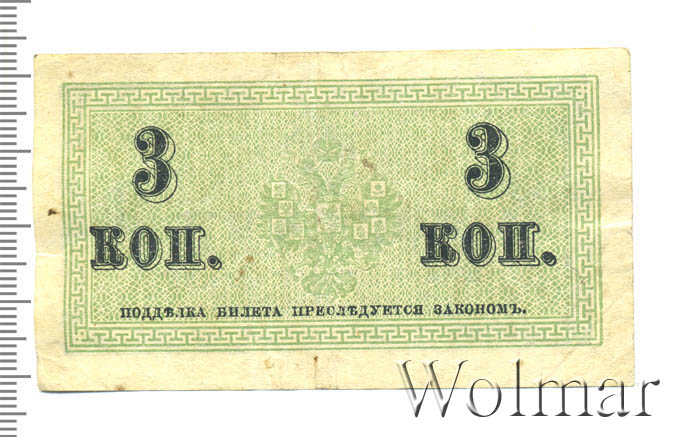 3 3
КОП. КОП.
ПОДДѢЛКА БИЛЕТА ПРЕСЛѢДУЕТСЯ ЗАКОНОМЪ.
Wolmar